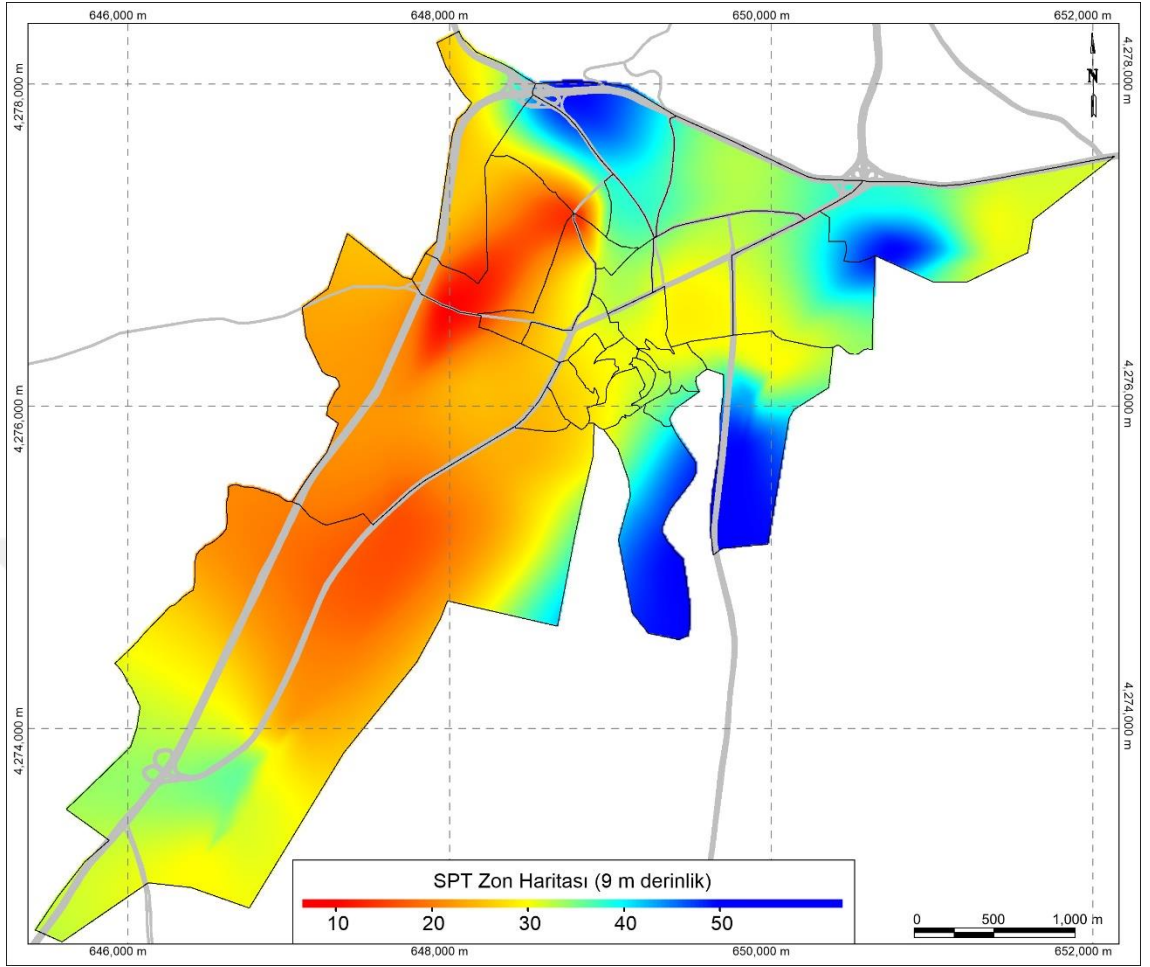 646,000 m 648,000 m 650,000 m 652,000 m
4,278,000 m
4,278,000 m
N
4,276,000 m
4,276,000 m
4,274,000 m
4,274,000 m
SPT Zon Haritası (9 m derinlik)
10 20 30 40 50
0 500 1,000 m
646,000 m 648,000 m 650,000 m 652,000 m